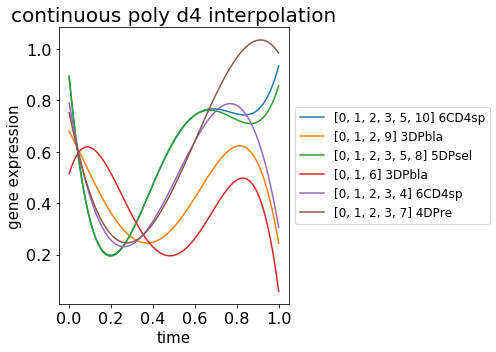 continuous poly d4 interpolation
gene expression
1.0
0.8
0.6
0.4
0.2
0.0 0.2 0.4 0.6 0.8 1.0
time
[0, 1, 2, 3, 5, 10] 6CD4sp
[0, 1, 2, 9] 3DPbla
[0, 1, 2, 3, 5, 8] 5DPsel
[0, 1, 6] 3DPbla
[0, 1, 2, 3, 4] 6CD4sp
[0, 1, 2, 3, 7] 4DPre